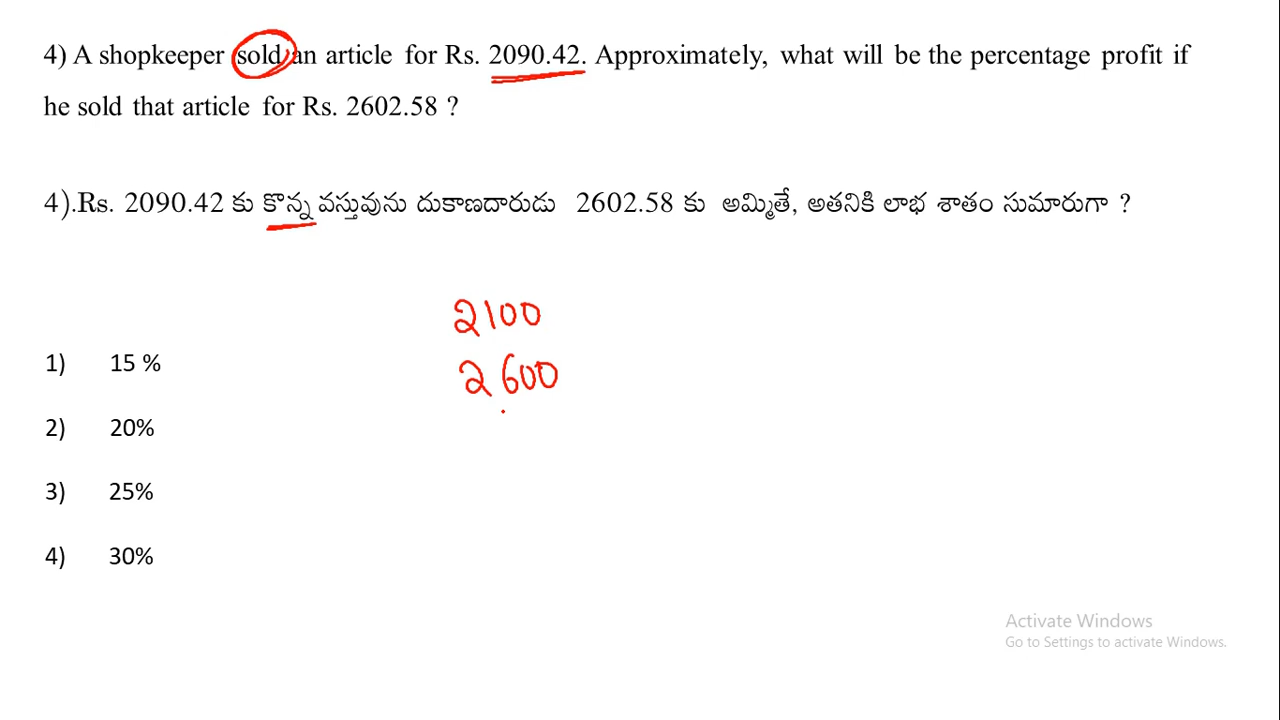 4) A shopkeeper sold an article for Rs. 2090.42. Approximately, what will be the percentage profit if
he sold that article for Rs. 2602.58 ?
4).Rs. 2090.42 కు కొన్న వస్తువును దుకాణదారుడు 2602.58 కు అమ్మితే, అతనికి లాభ శాతం సుమారుగా ?
2100
1) 15 %
2600
2) 20%
3) 25%
4) 30%
Activate Windows
Go to Settings to activate Windows.